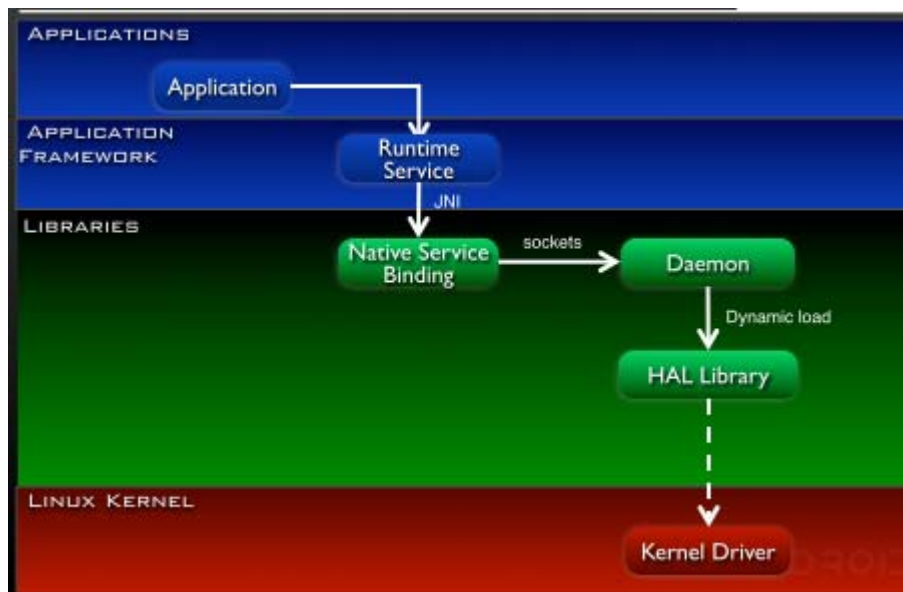 APPLICATIONS
Application
APPLICATION
FRAMEWORK
Runtime
Service
JNI
LIBRARIES
Native Service
Binding
sockets
Daemon
Dynamic load
HAL Library
LINUX KERNEL
Kernel Driver